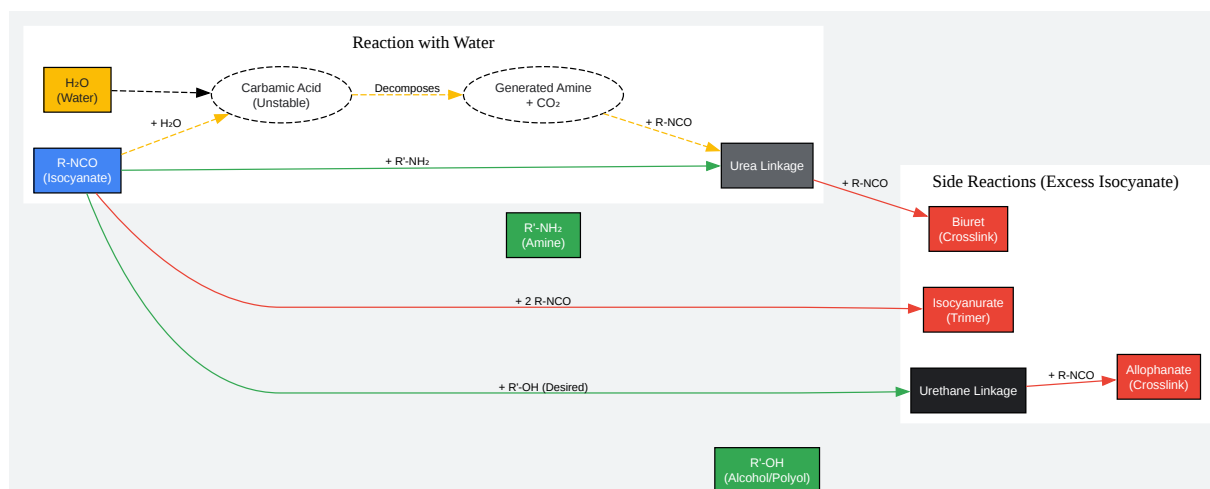 Reaction with Water
H₂O
(Water)
Carbamic Acid
(Unstable)
Decomposes
Generated Amine
+ CO₂
+ H₂O
+ R-NCO
R-NCO
(Isocyanate)
+ R'-NH₂
Urea Linkage
+ R-NCO
Side Reactions (Excess Isocyanate)
Biuret
(Crosslink)
R'-NH₂
(Amine)
+ 2 R-NCO
Isocyanurate
(Trimer)
+ R'-OH (Desired)
Urethane Linkage
+ R-NCO
Allophanate
(Crosslink)
R'-OH
(Alcohol/Polyol)